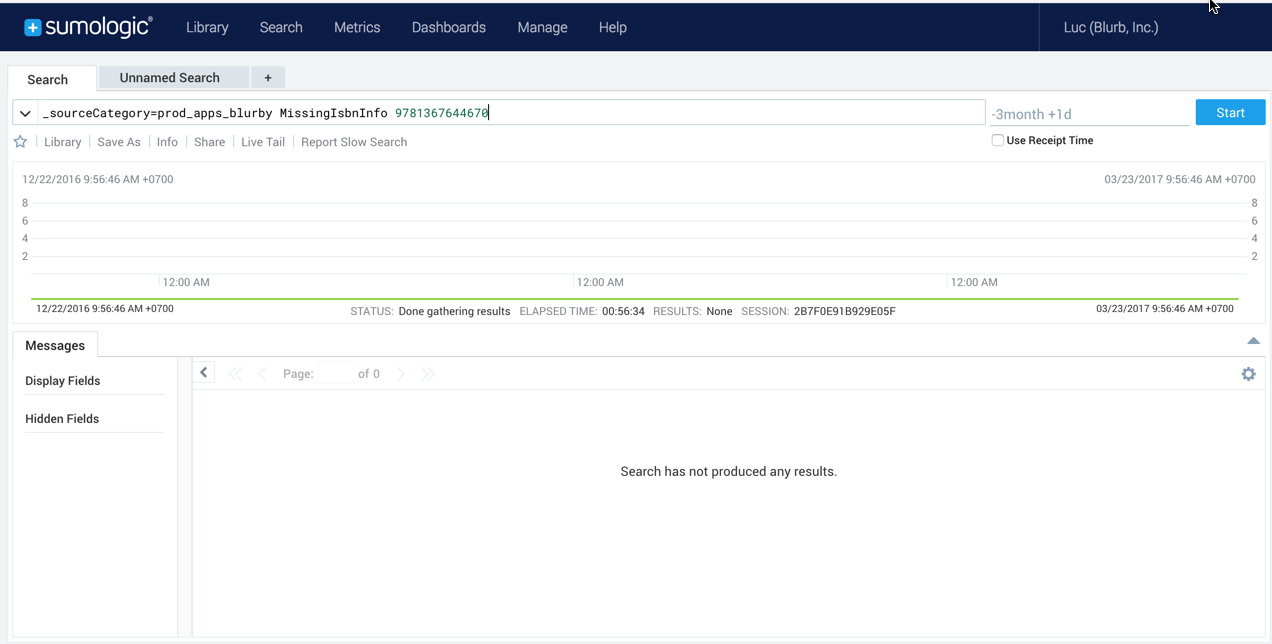 sumologic®
Library Search Metrics Dashboards Manage Help Luc (Blurb, Inc.)
Search Unnamed Search +
_sourceCategory=prod_apps_blurby MissingIsbnInfo 9781367644670 -3month +1d Start
Library Save As Info Share Live Tail Report Slow Search Use Receipt Time
12/22/2016 9:56:46 AM +0700 03/23/2017 9:56:46 AM +0700
8 8
6 6
4 4
2 2
12:00 AM 12:00 AM 12:00 AM
12/22/2016 9:56:46 AM +0700 STATUS: Done gathering results ELAPSED TIME: 00:56:34 RESULTS: None SESSION: 2B7F0E91B929E05F 03/23/2017 9:56:46 AM +0700
Messages
Display Fields Page: of 0
Hidden Fields
Search has not produced any results.